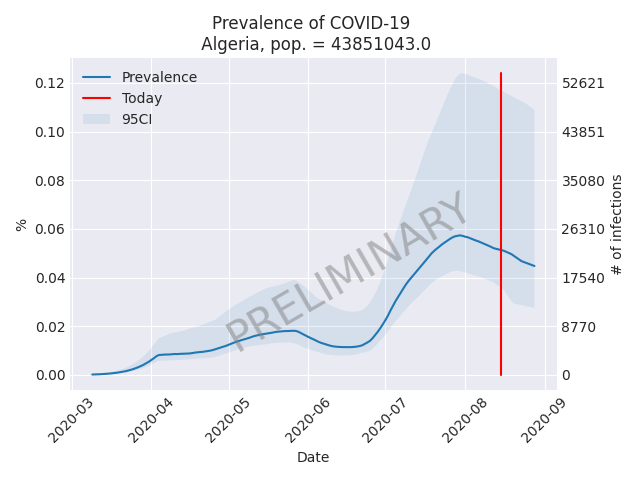 Prevalence of COVID-19
Algeria, pop. = 43851043.0
Prevalence
Today
95CI
0.12
0.10
0.08
0.06
0.04
0.02
0.00
%
52621
43851
35080
26310
17540
8770
0
# of infections
PRELIMINARY
2020-03
2020-04
2020-05
2020-06
2020-07
2020-08
2020-09
Date